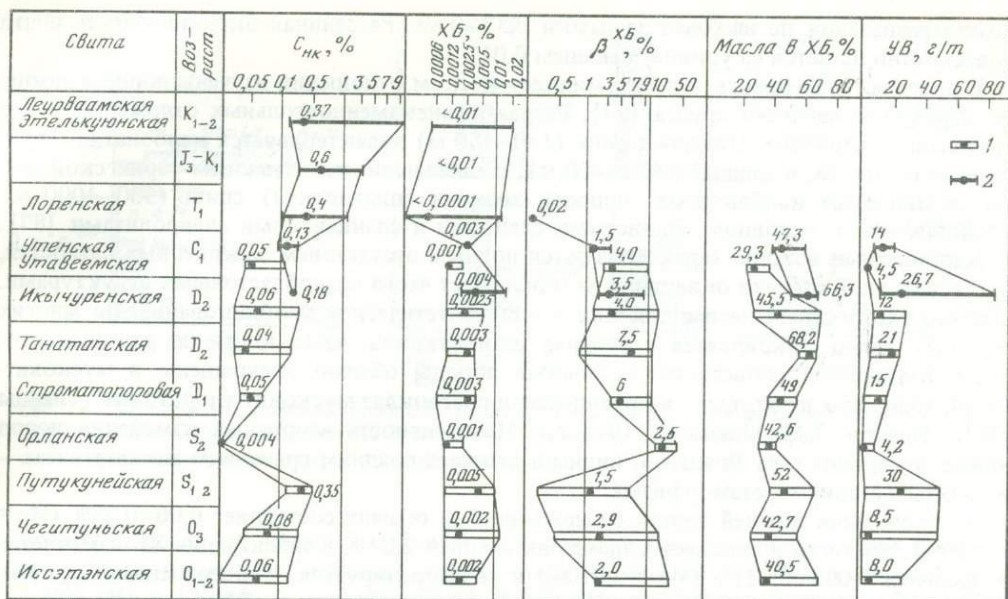 Свита
Воз-
раст
Снк, %
ХБ, %
β ХБ, %
Масла в ХБ, %
УВ, г/т
0,05 0,1 0,5 1 3 5 7 9
0,0006 0,0012 0,0025 0,005 0,01 0,02
0,5 1 3 5 7 9 10 50
20 40 60 80
20 40 60 80
1
2
Леурваамская
Этелькуюнская
K1-2
0,37
<0,01
J3–K1
0,6
<0,01
Лоренская
T
0,4
<0,0001
0,02
Утенская
0,13
0,003
1,5
47,3
14
Утавеемская
0,05
0,001
4,0
29,3
4,5
Икычуренская
D2
0,18
0,004
3,5
66,3
26,7
0,06
0,0025
4,0
45,5
12
Танатапская
D2
0,04
0,003
7,5
68,2
21
Строматопоровая
D1
0,05
0,003
6
49
15
Орланская
S2
0,004
0,001
2,6
42,6
4,2
Путукунейская
S1-2
0,35
0,005
1,5
52
30
Чегитунская
O3
0,08
0,002
2,9
42,7
8,5
Иссэтэнская
O1-2
0,06
0,002
2,0
40,5
8,0